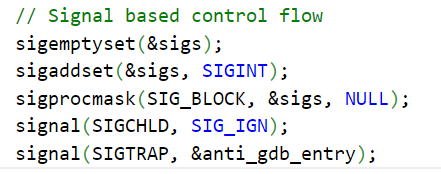 // Signal based control flow
sigemptyset(&sigs);
sigaddset(&sigs, SIGINT);
sigprocmask(SIG_BLOCK, &sigs, NULL);
signal(SIGCHLD, SIG_IGN);
signal(SIGTRAP, &anti_gdb_entry);